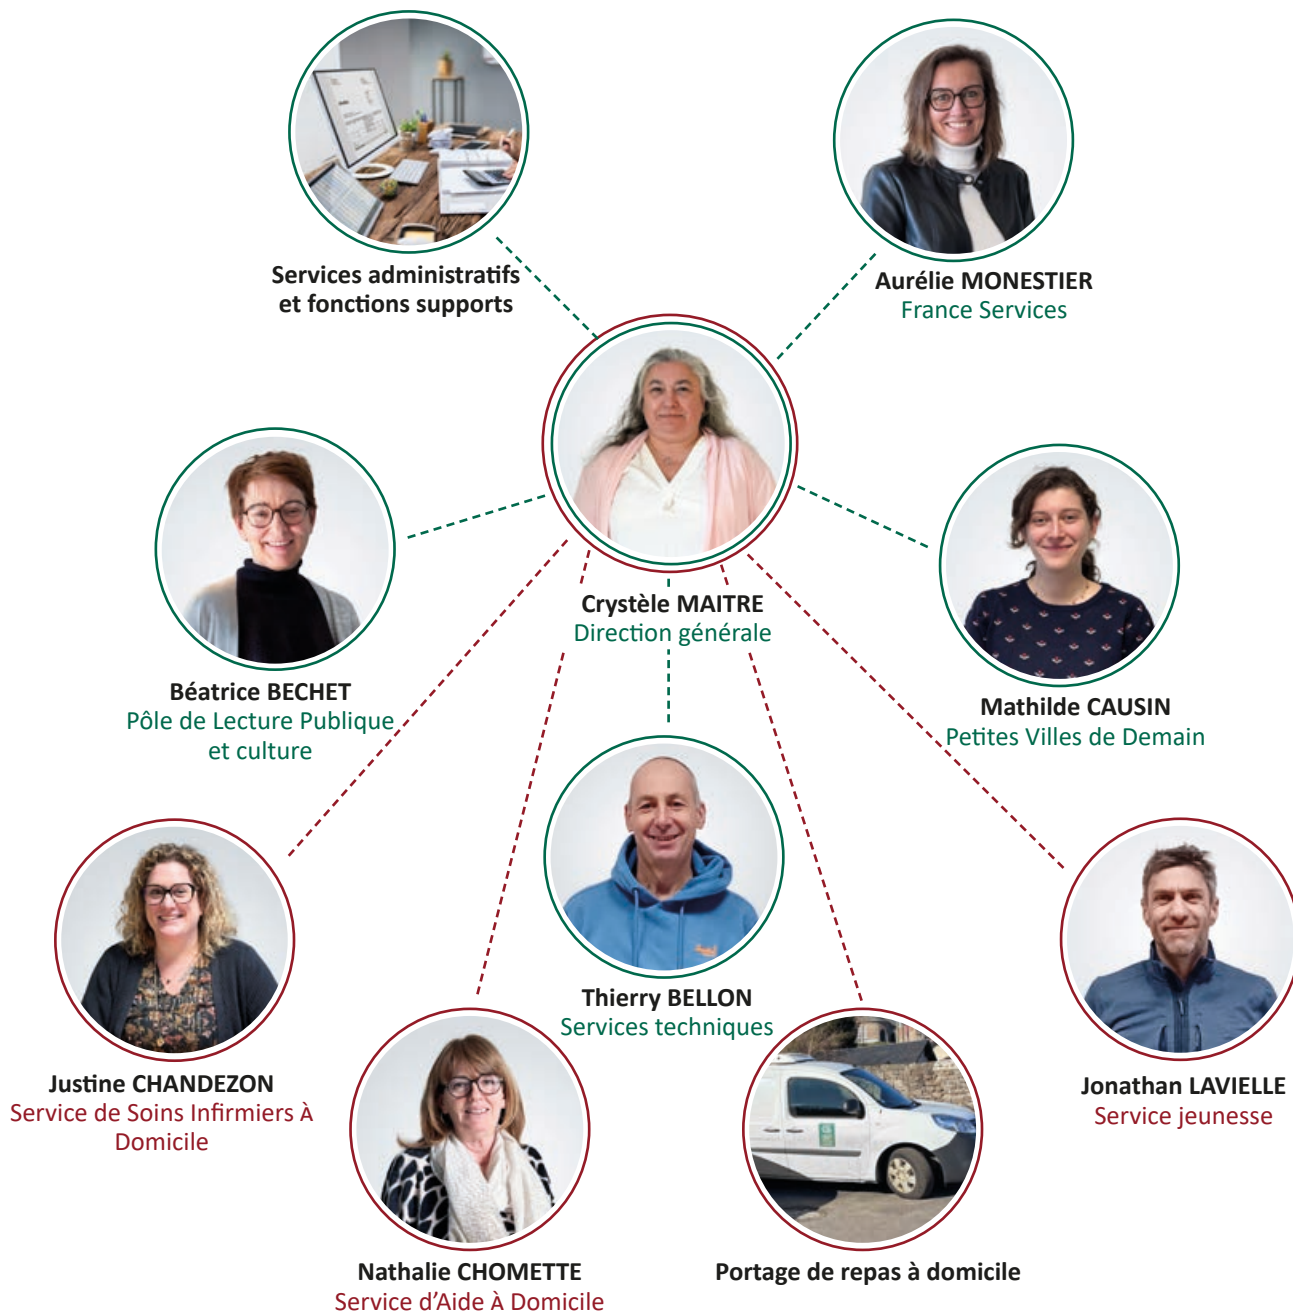 Services administratifs
et fonctions supports
Aurélie MONESTIER
France Services
Crystèle MAITRE
Direction générale
Béatrice BECHET
Pôle de Lecture Publique
et culture
Mathilde CAUSIN
Petites Villes de Demain
Thierry BELLON
Services techniques
Justine CHANDEZON
Service de Soins Infirmiers À
Domicile
Jonathan LAVIELLE
Service jeunesse
Nathalie CHOMETTE
Service d'Aide À Domicile
Portage de repas à domicile